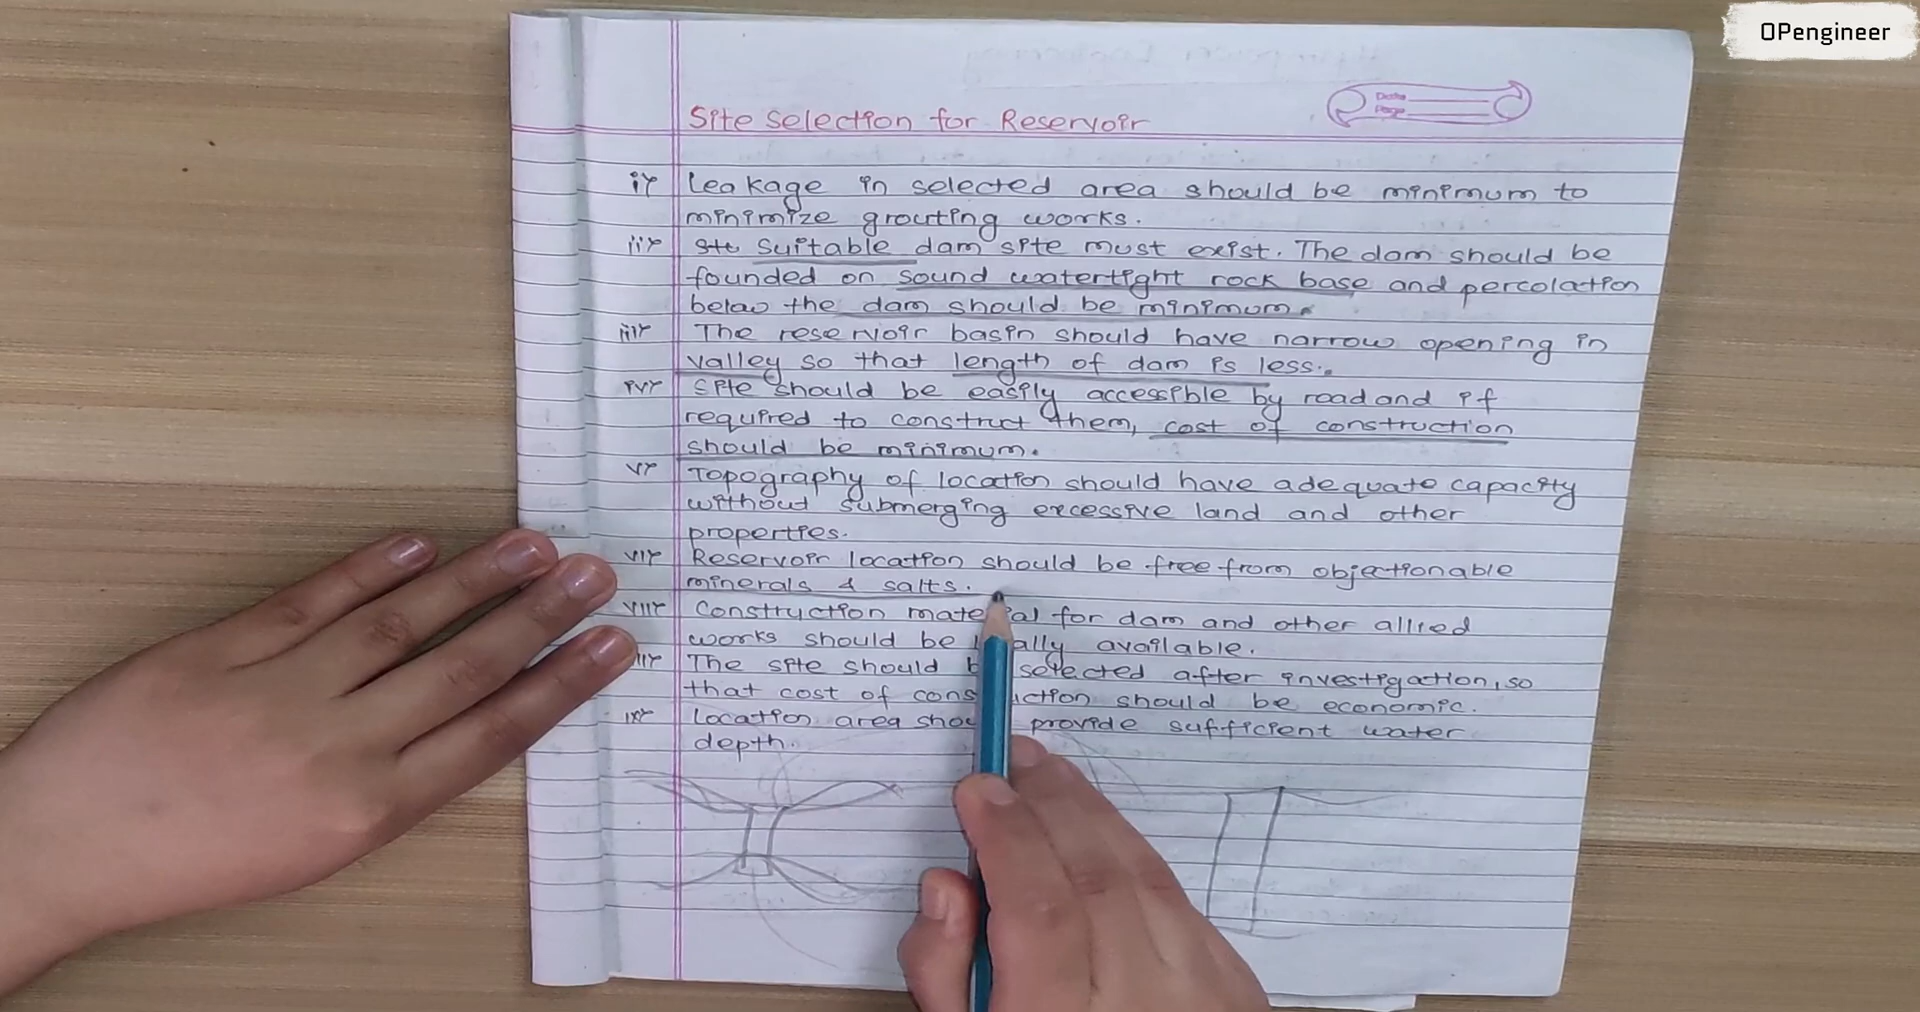 OPengineer
Date
Page
Site selection for Reservoir
i) Leakage in selected area should be minimum to
minimize grouting works.
ii) suitable dam site must exist. The dam should be
founded on sound watertight rock base and percolation
below the dam should be minimum.
iii) The reservoir basin should have narrow opening in
valley so that length of dam is less.
iv) Site should be easily accessible by road and if
required to construct them, cost of construction
should be minimum.
v) Topography of location should have adequate capacity
without submerging excessive land and other
properties.
vi) Reservoir location should be free from objectionable
minerals & salts.
vii) Construction material for dam and other allied
works should be available.
The site should selected after investigation, so
that cost of construction should be economic.
ix) Location area provide sufficient water
depth.